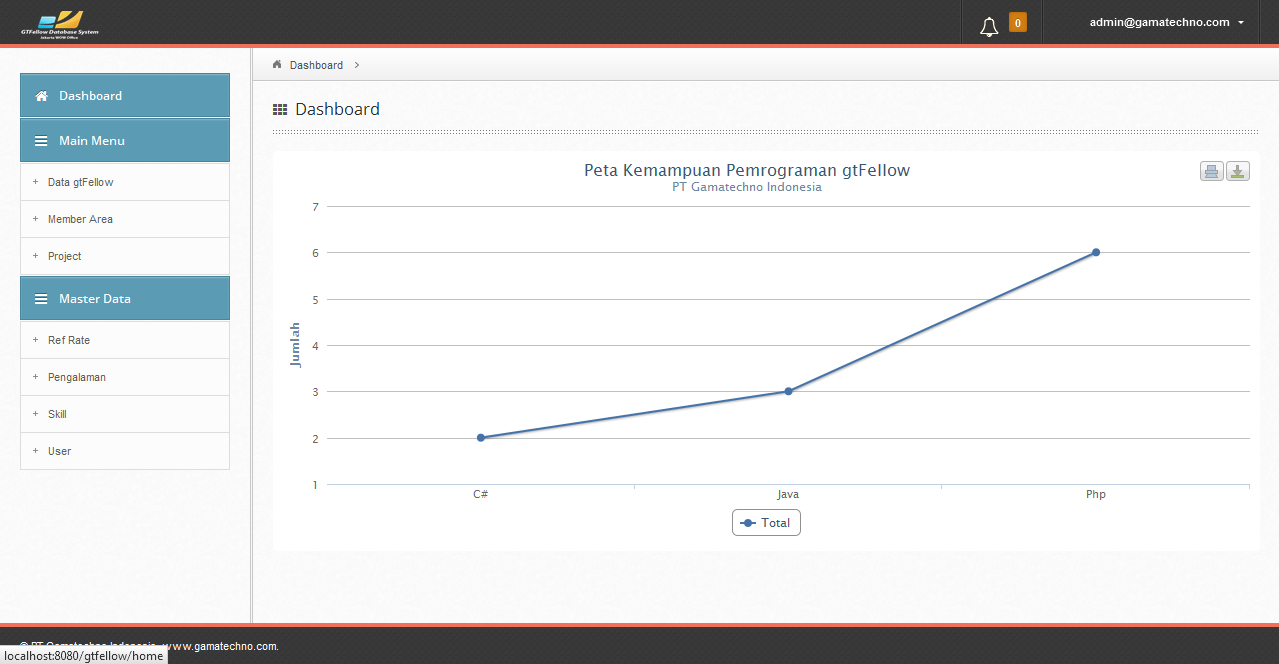 GTFellow Database System
Jakarta WOW Office
0
admin@gamatechno.com
Dashboard
Main Menu
Data gtFellow
Member Area
Project
Master Data
Ref Rate
Pengalaman
Skill
User
Dashboard
Dashboard
Peta Kemampuan Pemrograman gtFellow
PT Gamatechno Indonesia
Jumlah
7
6
5
4
3
2
1
C# Java Php
Total
© PT Gamatechno Indonesia www.gamatechno.com.
localhost:8080/gtfellow/home